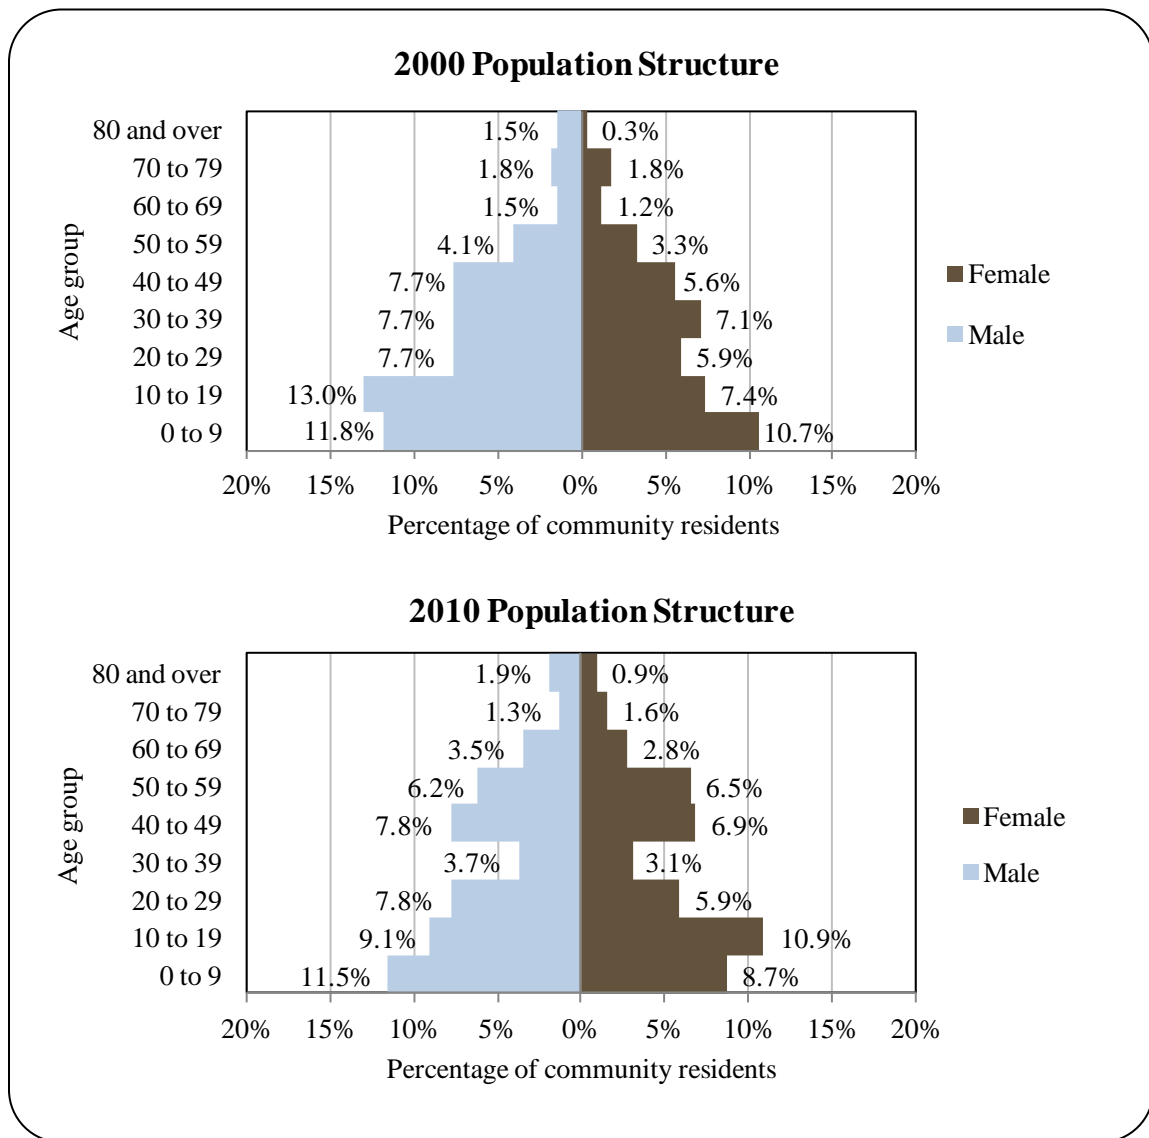 2000 Population Structure
80 and over 1.5% 0.3%
70 to 79 1.8% 1.8%
60 to 69 1.5% 1.2%
50 to 59 4.1% 3.3%
40 to 49 7.7% 5.6%
30 to 39 7.7% 7.1%
20 to 29 7.7% 5.9%
10 to 19 13.0% 7.4%
0 to 9 11.8% 10.7%
Age group
Female
Male
20% 15% 10% 5% 0% 5% 10% 15% 20%
Percentage of community residents
2010 Population Structure
80 and over 1.9% 0.9%
70 to 79 1.3% 1.6%
60 to 69 3.5% 2.8%
50 to 59 6.2% 6.5%
40 to 49 7.8% 6.9%
30 to 39 3.7% 3.1%
20 to 29 7.8% 5.9%
10 to 19 9.1% 10.9%
0 to 9 11.5% 8.7%
Age group
Female
Male
20% 15% 10% 5% 0% 5% 10% 15% 20%
Percentage of community residents